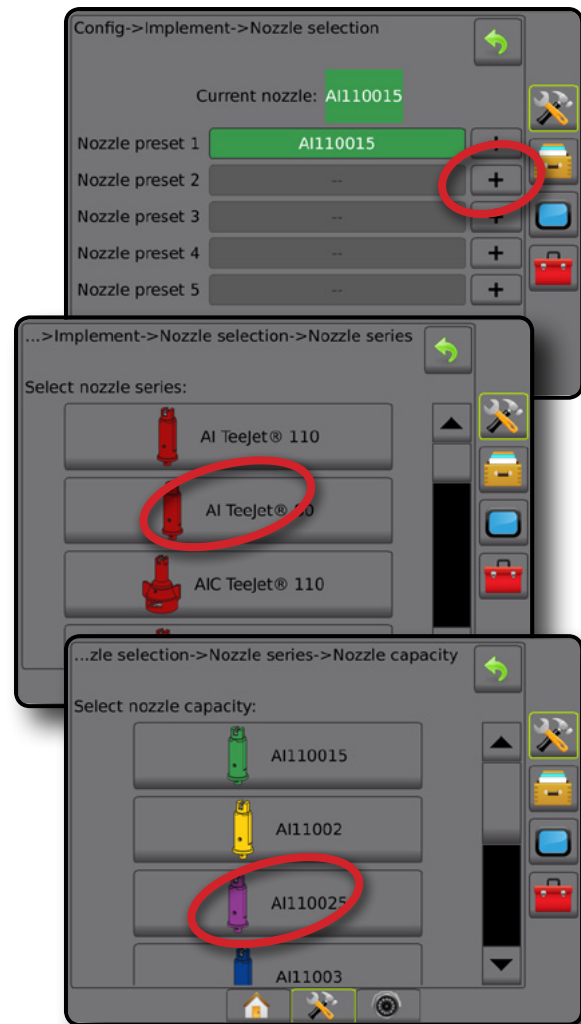 Config->Implement->Nozzle selection
Current nozzle: AI110015
Nozzle preset 1 AI110015 +
Nozzle preset 2 -- +
Nozzle preset 3 -- +
Nozzle preset 4 -- +
Nozzle preset 5 -- +
...>Implement->Nozzle selection->Nozzle series
Select nozzle series:
AI TeeJet® 110
AI TeeJet® 80
AIC TeeJet® 110
...zle selection->Nozzle series->Nozzle capacity
Select nozzle capacity:
AI110015
AI11002
AI110025
AI11003